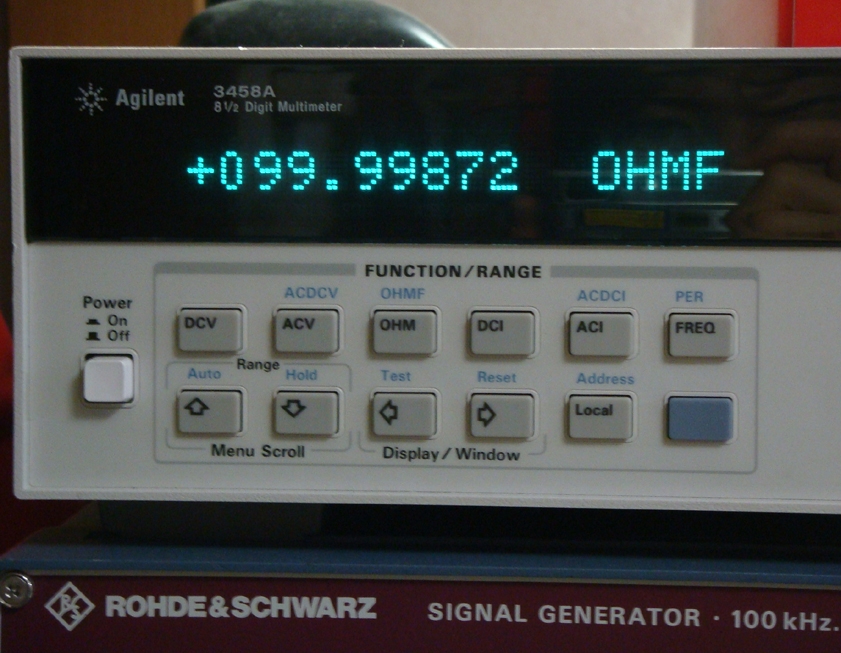 Agilent 3458A
8½ Digit Multimeter
+099.99872 OHMF
FUNCTION/RANGE
ACDCV OHMF ACDCI PER
Power
On
Off
DCV ACV OHM DCI ACI FREQ
Range
Auto Hold Test Reset Address
Local
Menu Scroll Display/Window
ROHDE&SCHWARZ SIGNAL GENERATOR · 100 kHz.